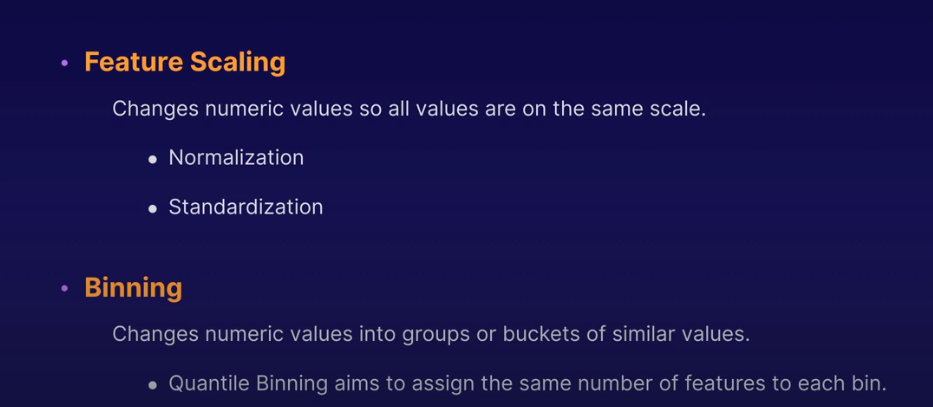 Feature Scaling
Changes numeric values so all values are on the same scale.
Normalization
Standardization
Binning
Changes numeric values into groups or buckets of similar values.
Quantile Binning aims to assign the same number of features to each bin.